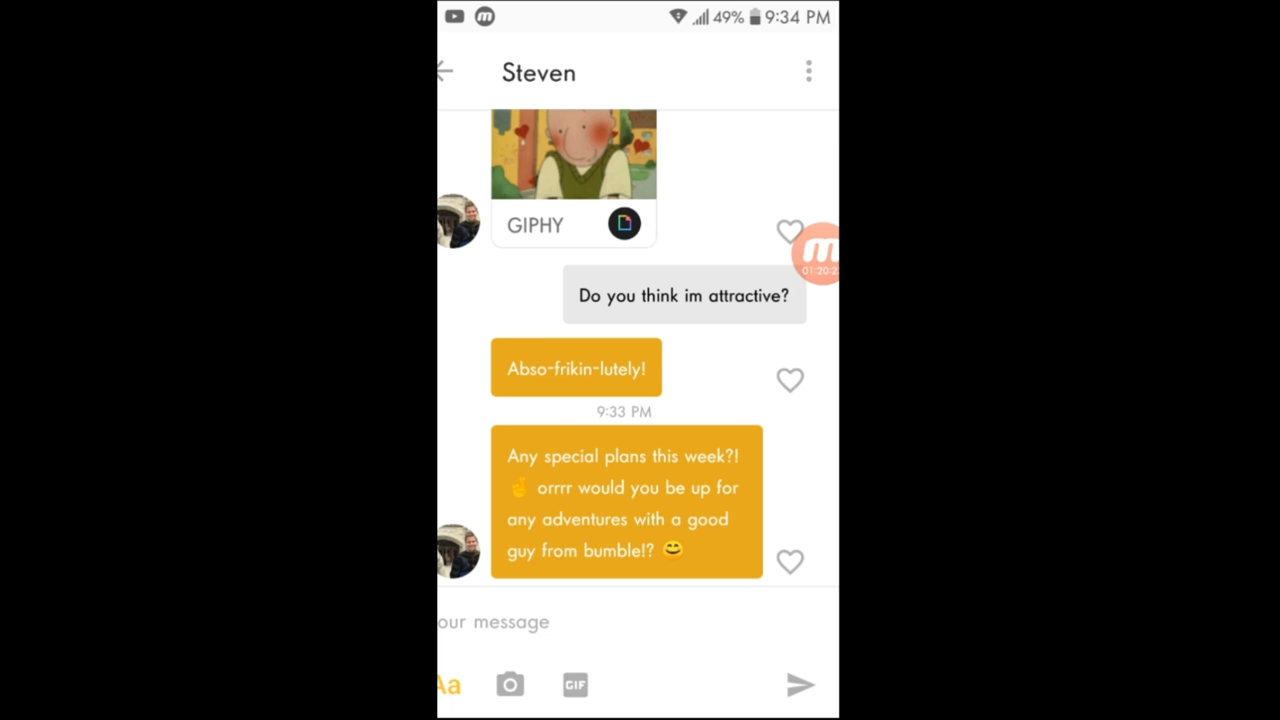 49% 9:34 PM
Steven
GIPHY
Do you think im attractive?
Abso-frikin-lutely!
9:33 PM
Any special plans this week?!
✌ orrrr would you be up for
any adventures with a good
guy from bumble!? 😄
our message
Aa
GIF